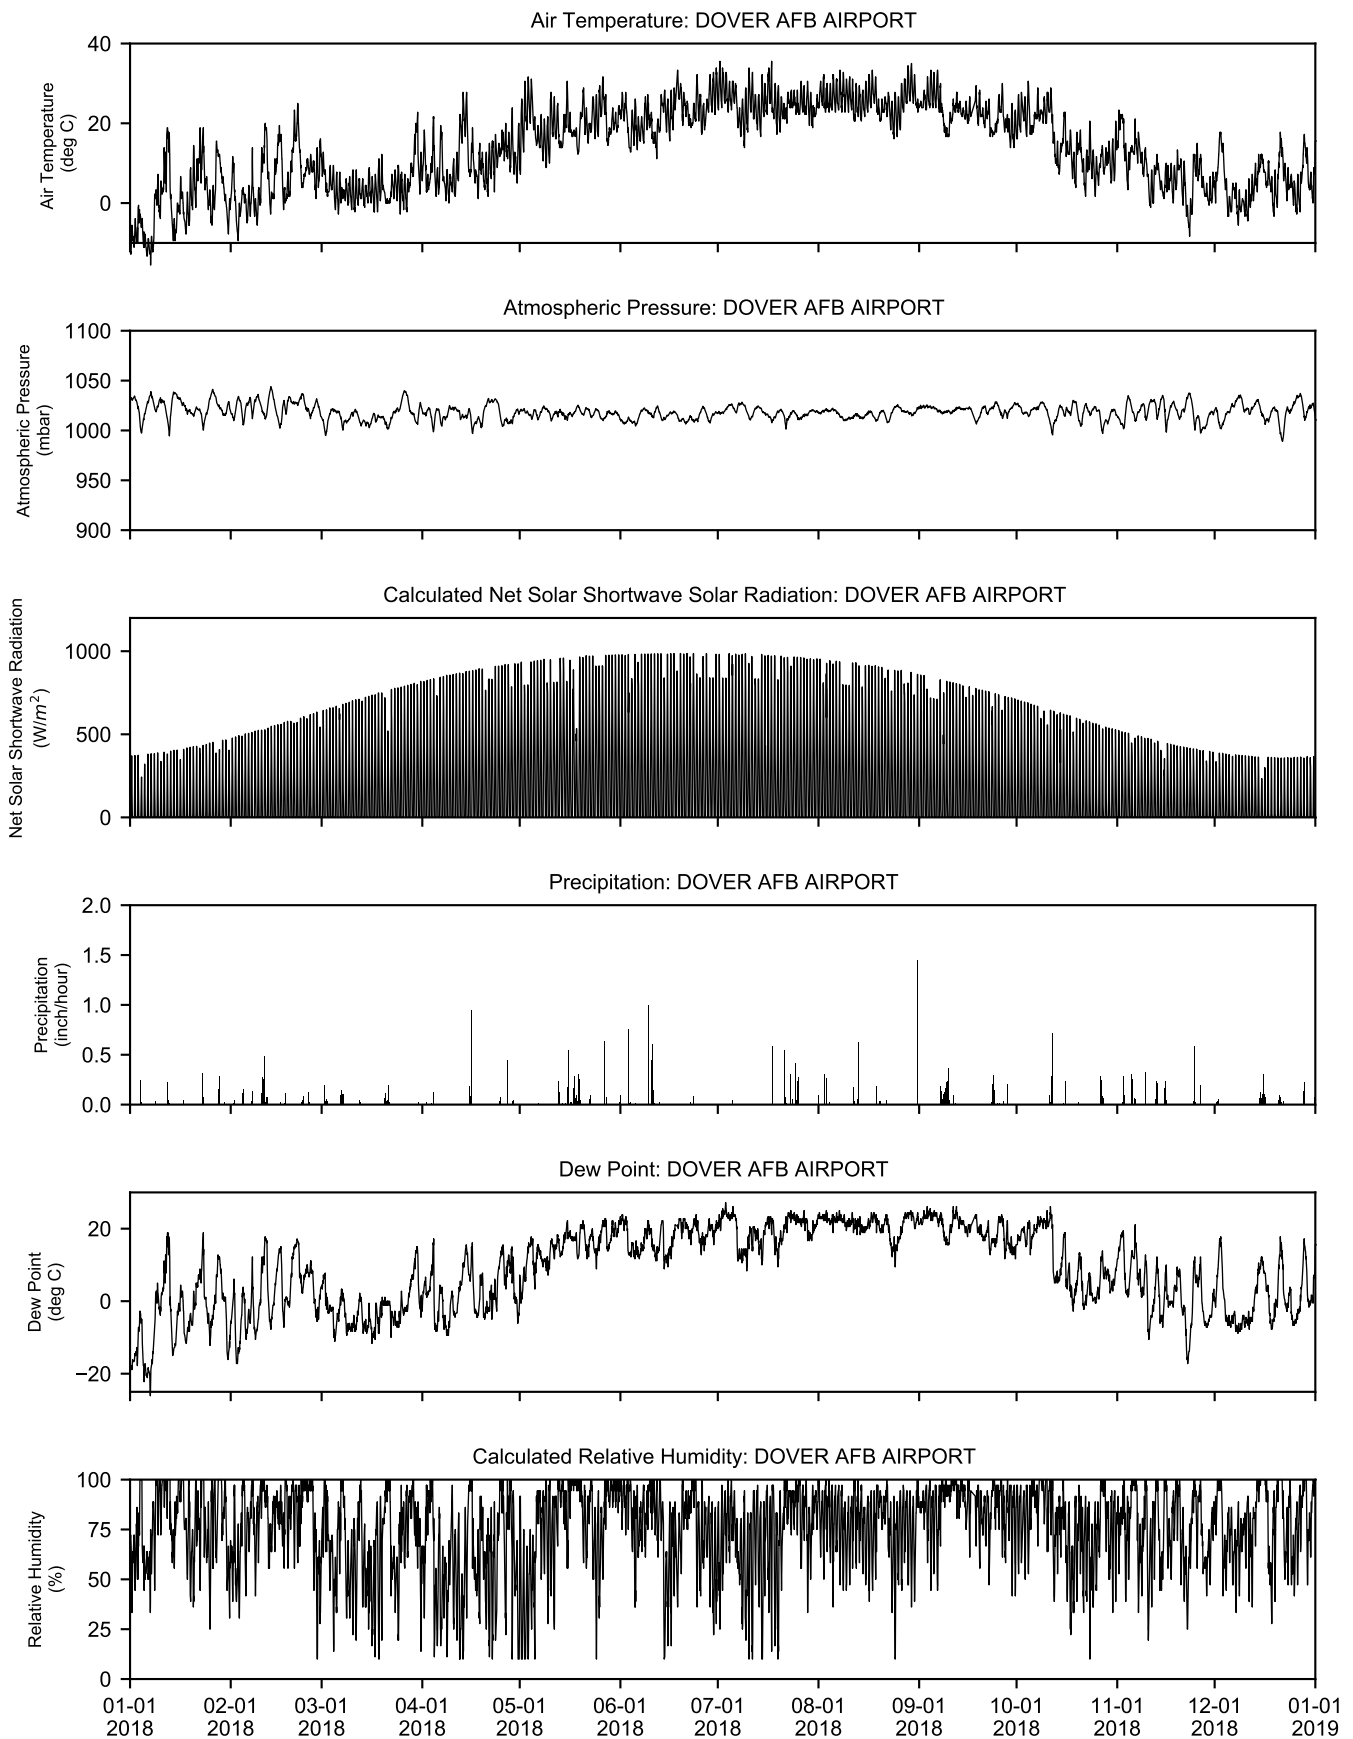 Air Temperature: DOVER AFB AIRPORT
40
20
0
Air Temperature
(deg C)
Atmospheric Pressure: DOVER AFB AIRPORT
1100
1050
1000
950
900
Atmospheric Pressure
(mbar)
Calculated Net Solar Shortwave Solar Radiation: DOVER AFB AIRPORT
1000
500
0
Net Solar Shortwave Radiation
(W/m²)
Precipitation: DOVER AFB AIRPORT
2.0
1.5
1.0
0.5
0.0
Precipitation
(inch/hour)
Dew Point: DOVER AFB AIRPORT
20
0
−20
Dew Point
(deg C)
Calculated Relative Humidity: DOVER AFB AIRPORT
100
75
50
25
0
Relative Humidity
(%)
01-01 02-01 03-01 04-01 05-01 06-01 07-01 08-01 09-01 10-01 11-01 12-01 01-01
2018 2018 2018 2018 2018 2018 2018 2018 2018 2018 2018 2018 2019